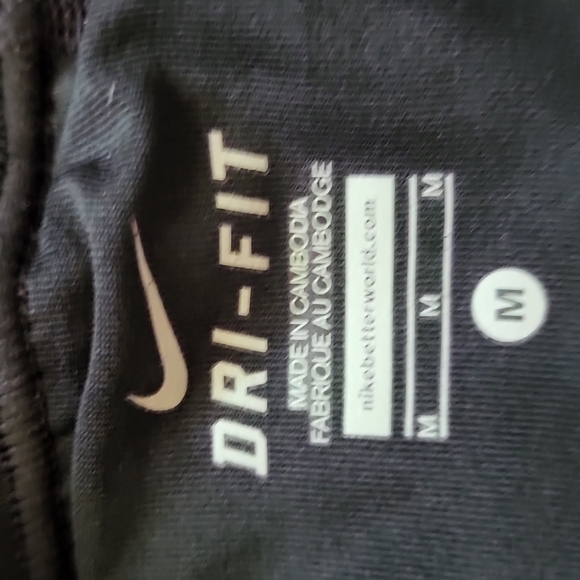 DRI-FIT
MADE IN CAMBODIA
FABRIQUE AU CAMBODGE
nikebetterworld.com
M M M
M